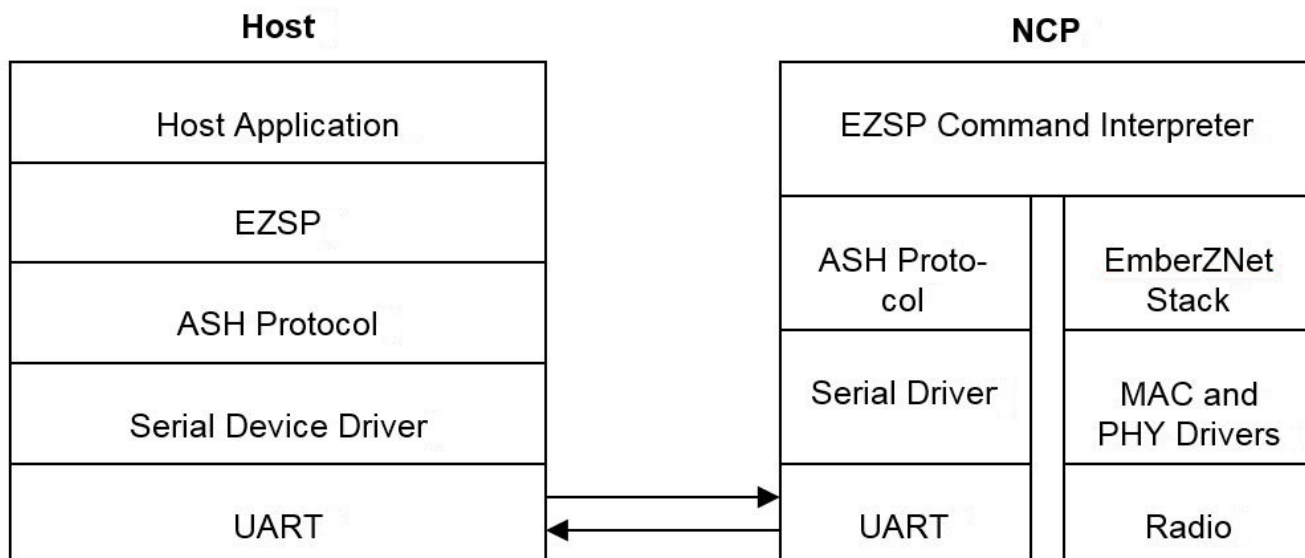 Host
Host Application
EZSP
ASH Protocol
Serial Device Driver
UART
NCP
EZSP Command Interpreter
ASH Proto-
col
Serial Driver
UART
EmberZNet
Stack
MAC and
PHY Drivers
Radio